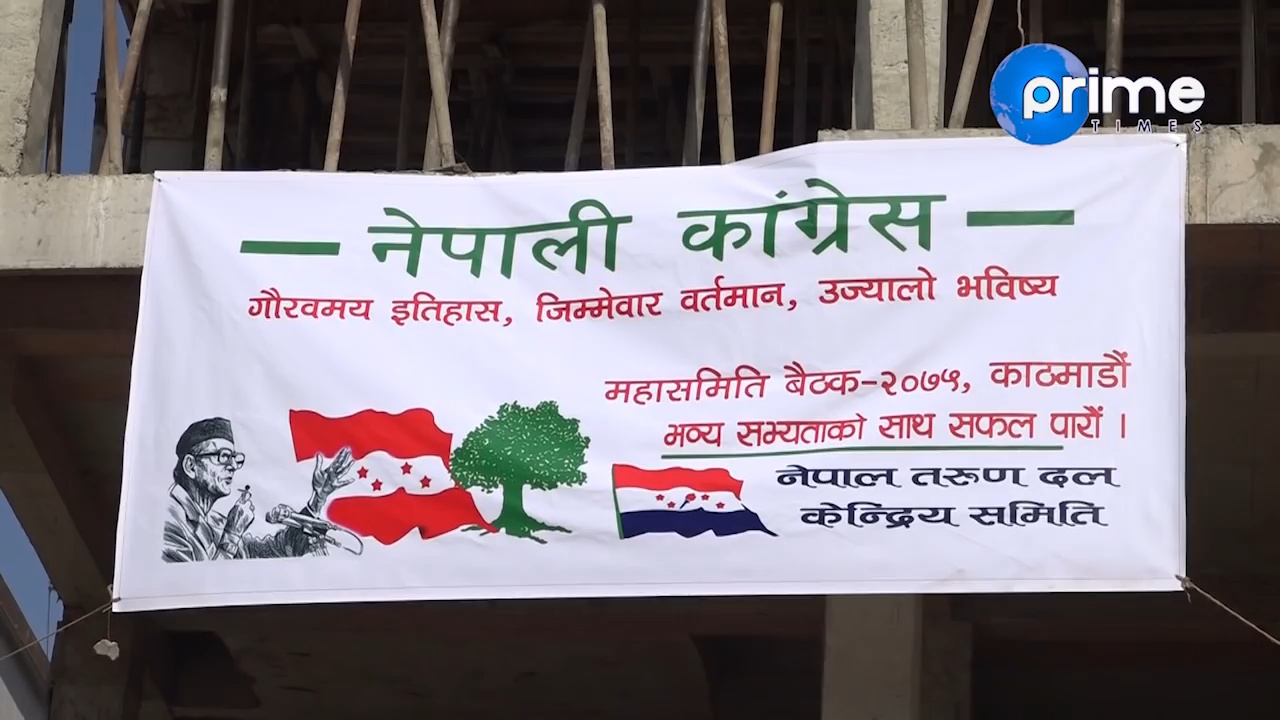 prime
TIMES
नेपाली कांग्रेस
गौरवमय इतिहास, जिम्मेवार वर्तमान, उज्यालो भविष्य
महासमिति बैठक-२०७५, काठमाडौं
भव्य सभ्यताको साथ सफल पारौं ।
नेपाल तरुण दल
केन्द्रिय समिति